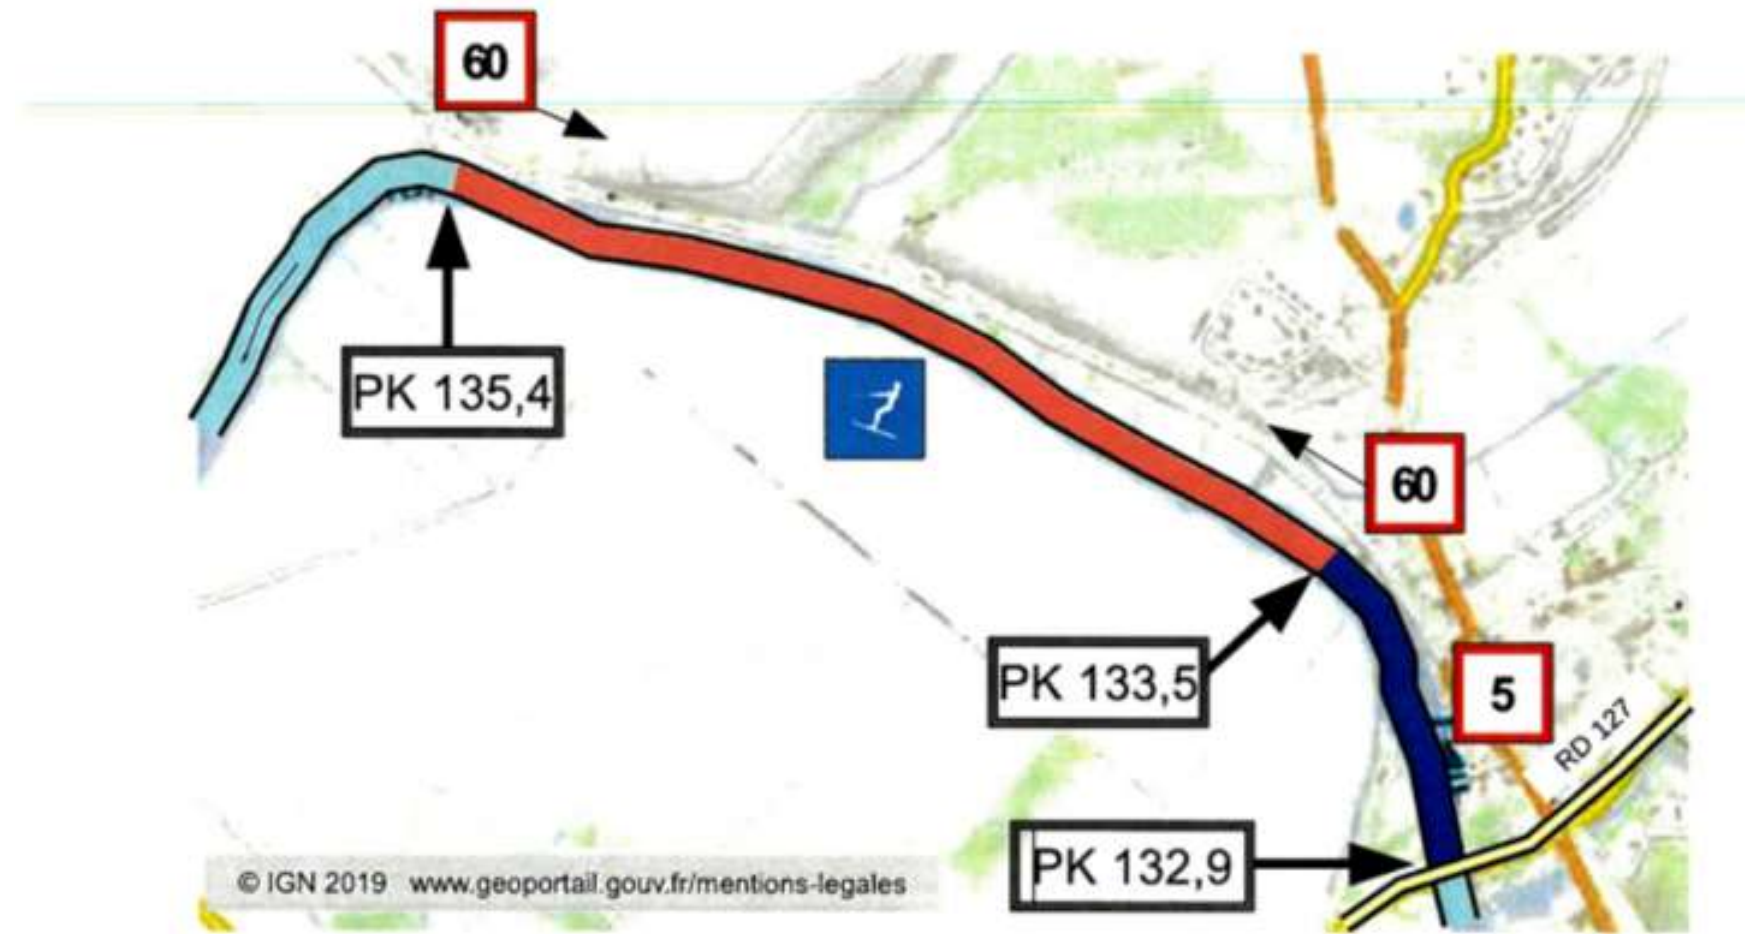 60
PK 135,4
60
PK 133,5
5
RD 127
PK 132,9
© IGN 2019 www.geoportail.gouv.fr/mentions-legales